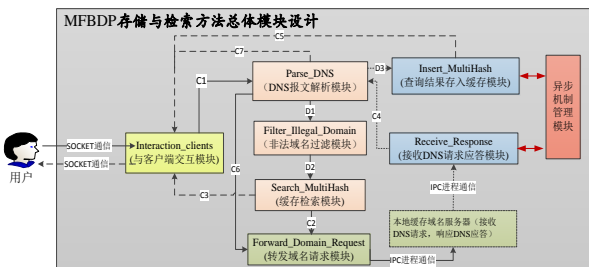 MFBDP存储与检索方法总体模块设计
C5
C7
C1
Parse_DNS
(DNS报文解析模块)
D3
Insert_MultiHash
(查询结果存入缓存模块)
异步
机制
管理
模块
D1
C4
SOCKET通信
Interaction_clients
(与客户端交互模块)
SOCKET通信
用户
Filter_Illegal_Domain
(非法域名过滤模块)
Receive_Response
(接收DNS请求应答模块)
C6
D2
C3
Search_MultiHash
(缓存检索模块)
IPC进程通信
C2
本地缓存域名服务器(接收
DNS请求,响应DNS应答)
Forward_Domain_Request
(转发域名请求模块)
IPC进程通信